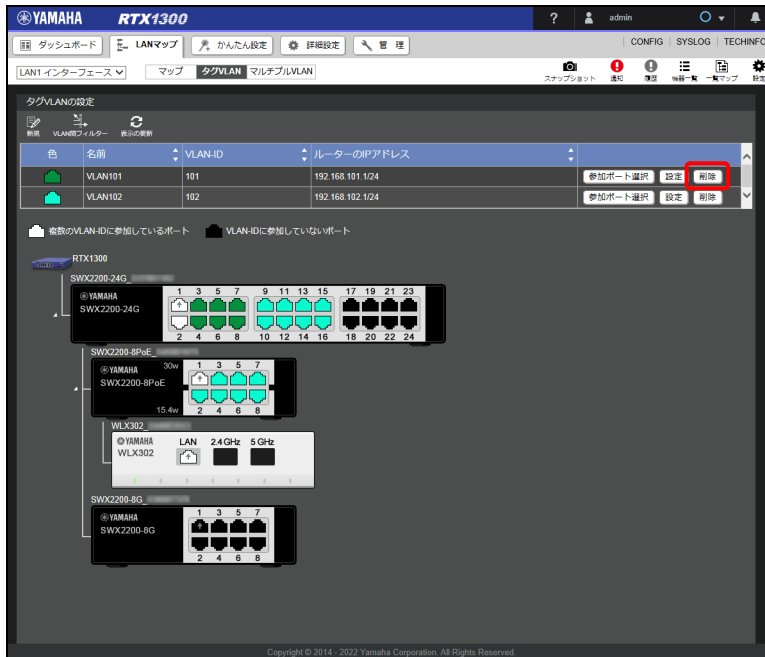 YAMAHA RTX1300 ? admin
ダッシュボード LANマップ かんたん設定 詳細設定 管 理 CONFIG | SYSLOG | TECHINFO
LAN1 インターフェース マップ タグVLAN マルチプルVLAN スナップショット 通知 履歴 機器一覧 一覧マップ 設定
タグVLANの設定
新規 VLAN間フィルター 表示の更新
色 名前 VLAN-ID ルーターのIPアドレス
VLAN101 101 192.168.101.1/24 参加ポート選択 設定 削除
VLAN102 102 192.168.102.1/24 参加ポート選択 設定 削除
複数のVLAN-IDに参加しているポート VLAN-IDに参加していないポート
RTX1300
SWX2200-24G_
YAMAHA
SWX2200-24G
1 3 5 7 9 11 13 15 17 19 21 23
2 4 6 8 10 12 14 16 18 20 22 24
SWX2200-8PoE_
YAMAHA 30w 1 3 5 7
SWX2200-8PoE
15.4w 2 4 6 8
WLX302_
YAMAHA LAN 2.4 GHz 5 GHz
WLX302
SWX2200-8G_
YAMAHA 1 3 5 7
SWX2200-8G
2 4 6 8
Copyright © 2014 - 2022 Yamaha Corporation. All Rights Reserved.